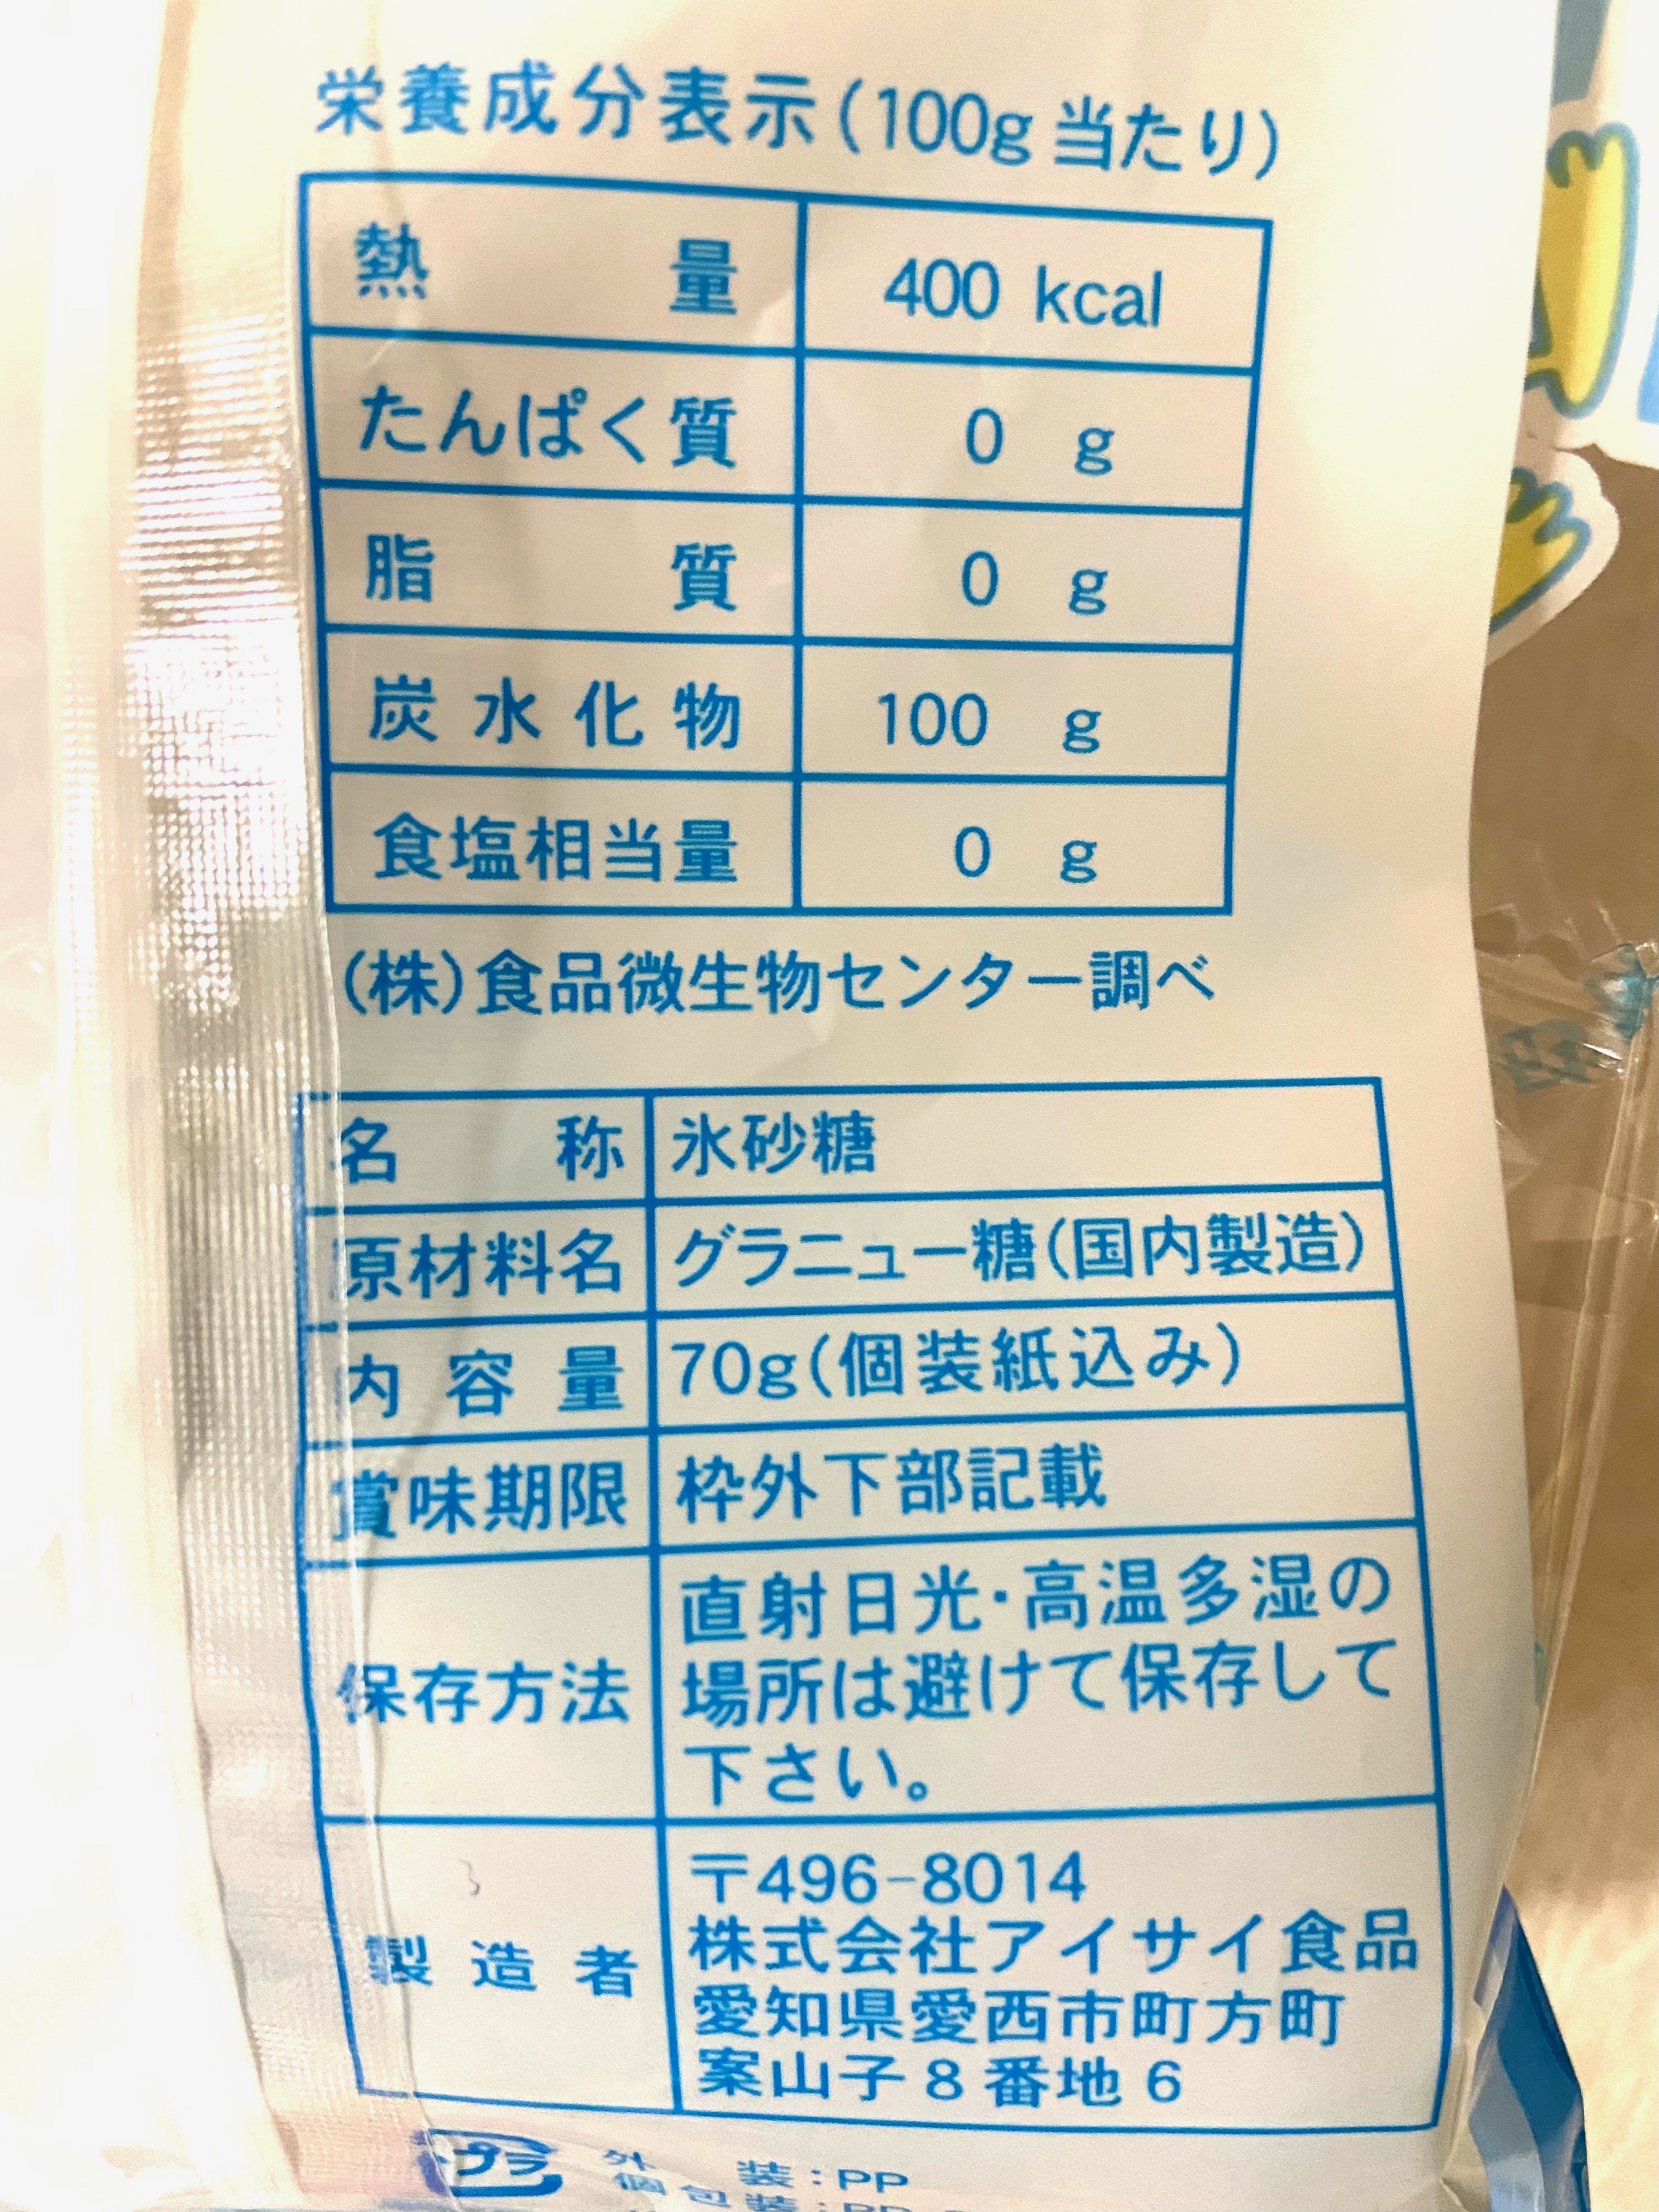 栄養成分表示(100g当たり)
熱量 400 kcal
たんぱく質 0 g
脂質 0 g
炭水化物 100 g
食塩相当量 0 g
(株)食品微生物センター調べ
名称 氷砂糖
原材料名 グラニュー糖(国内製造)
内容量 70g(個装紙込み)
賞味期限 枠外下部記載
保存方法 直射日光・高温多湿の
場所は避けて保存して
下さい。
製造者 〒496-8014
株式会社アイサイ食品
愛知県愛西市町方町
案山子8番地6
プラ 外装:PP
個包装:PP